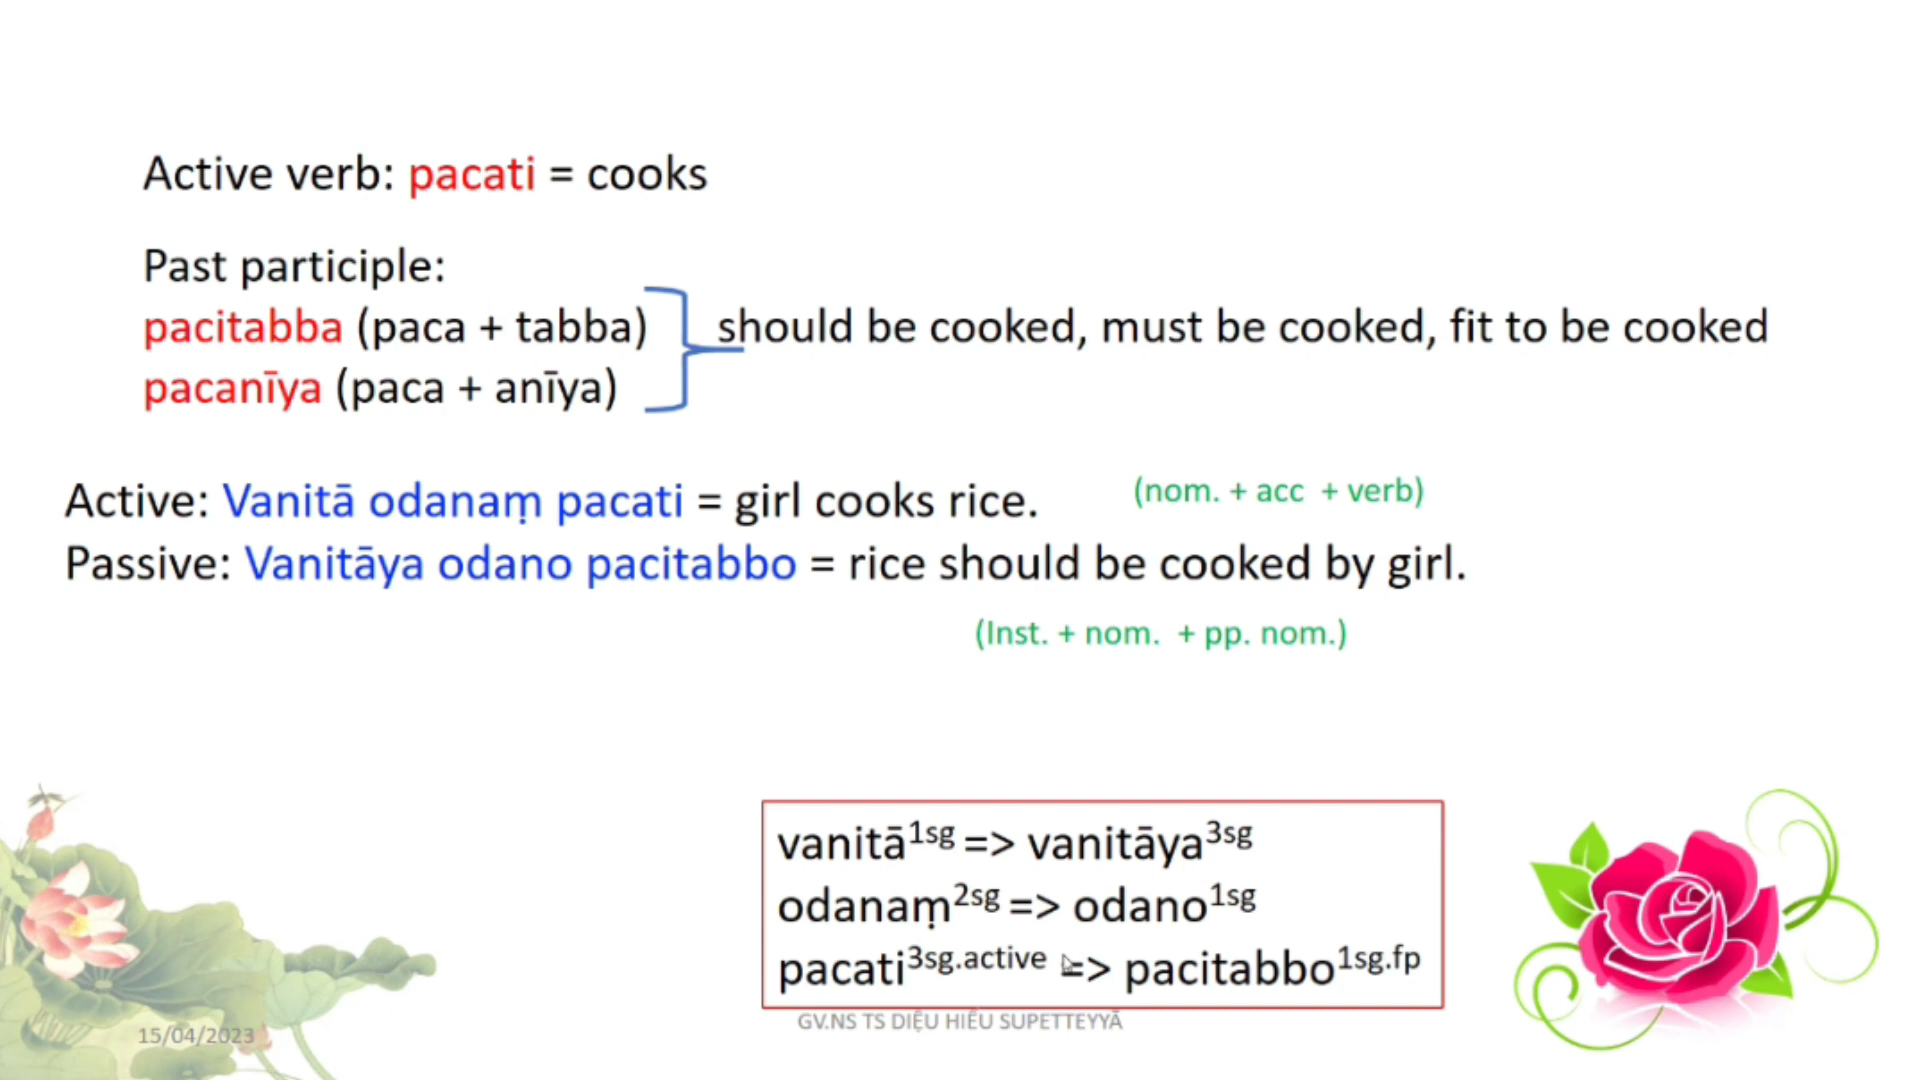 Active verb: pacati = cooks
Past participle:
pacitabba (paca + tabba) should be cooked, must be cooked, fit to be cooked
pacanīya (paca + anīya)
Active: Vanitā odanaṃ pacati = girl cooks rice. (nom. + acc + verb)
Passive: Vanitāya odano pacitabbo = rice should be cooked by girl.
(Inst. + nom. + pp. nom.)
vanitā1sg => vanitāya3sg
odanaṃ2sg => odano1sg
pacati3sg.active => pacitabbo1sg.fp
GV.NS TS DIỆU HIẾU SUPETTEYYĀ
15/04/2023